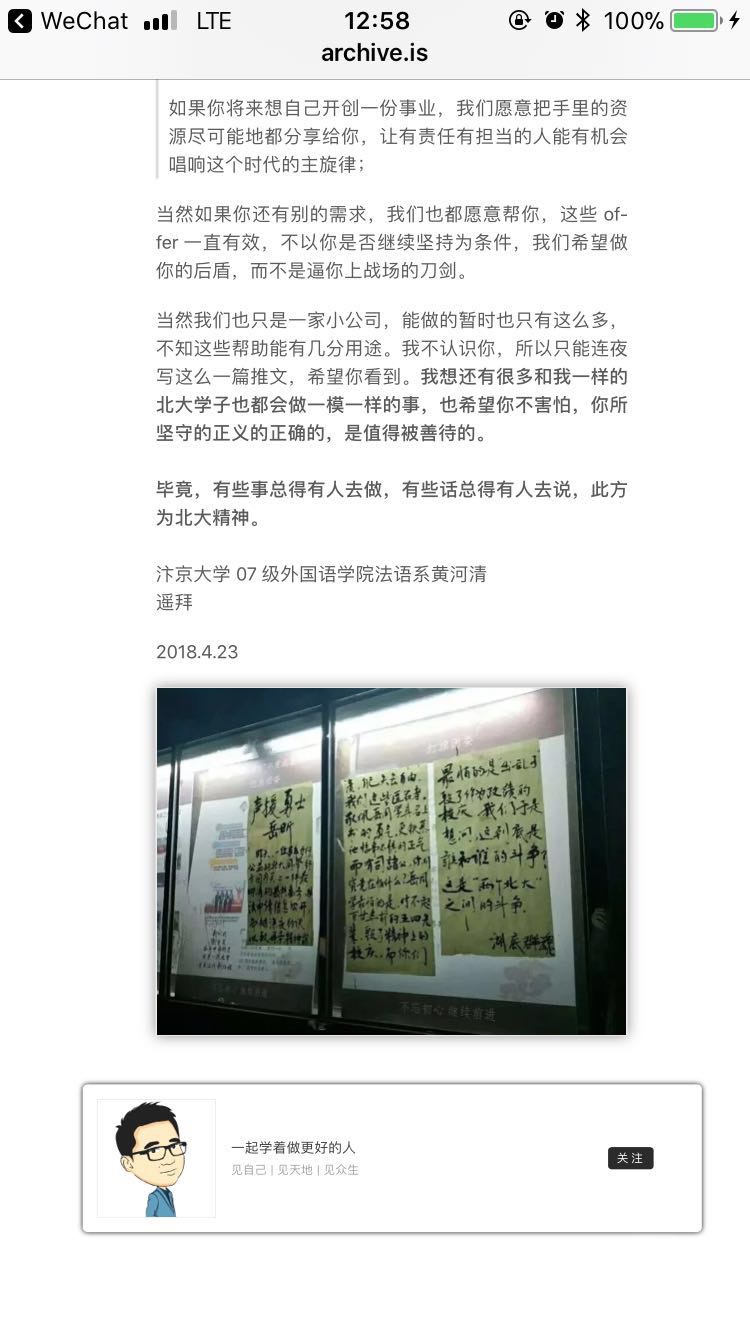 WeChat LTE 12:58 100%
archive.is
如果你将来想自己开创一份事业，我们愿意把手里的资
源尽可能地都分享给你，让有责任有担当的人能有机会
唱响这个时代的主旋律；
当然如果你还有别的需求，我们也都愿意帮你，这些 of-
fer 一直有效，不以你是否继续坚持为条件，我们希望做
你的后盾，而不是逼你上战场的刀剑。
当然我们也只是一家小公司，能做的暂时也只有这么多，
不知这些帮助能有几分用途。我不认识你，所以只能连夜
写这么一篇推文，希望你看到。我想还有很多和我一样的
北大学子也都会做一模一样的事，也希望你不害怕，你所
坚守的正义的正确的，是值得被善待的。
毕竟，有些事总得有人去做，有些话总得有人去说，此方
为北大精神。
汴京大学 07 级外国语学院法语系黄河清
遥拜
2018.4.23
声援勇士
岳昕
最怕的是出乱子
搅了作为政绩的
校庆 我们于是
想问，这到底是
谁和谁的斗争？
这是“两个北大”
之间的斗争．
湖底群魂
不忘初心 继续前进
一起学着做更好的人
见自己 | 见天地 | 见众生
关注